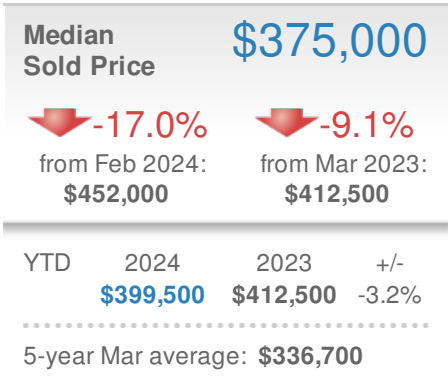 Median $375,000
Sold Price
-17.0% -9.1%
from Feb 2024: from Mar 2023:
$452,000 $412,500
YTD 2024 2023 +/-
$399,500 $412,500 -3.2%
5-year Mar average: $336,700